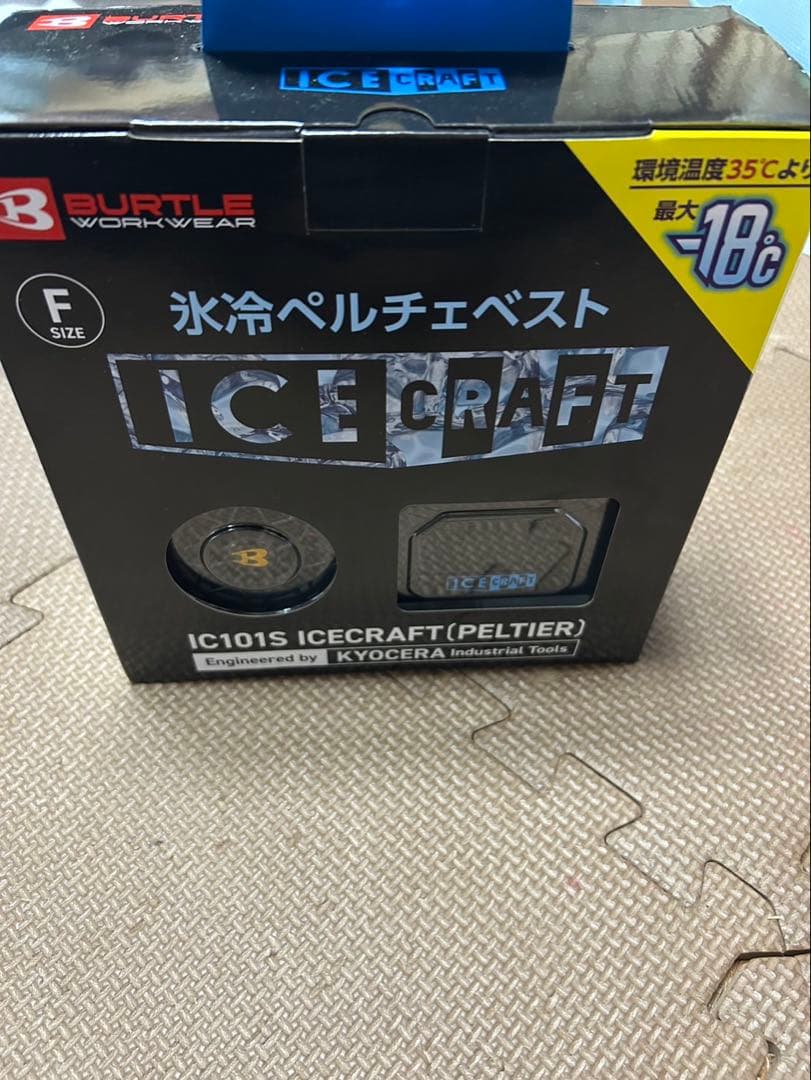 BURTLE
ICE CRAFT
BURTLE
WORKWEAR
環境温度35℃より
最大
-18℃
F
SIZE
氷冷ペルチェベスト
ICE CRAFT
B
ICE CRAFT
IC101S ICECRAFT(PELTIER)
Engineered by KYOCERA Industrial Tools